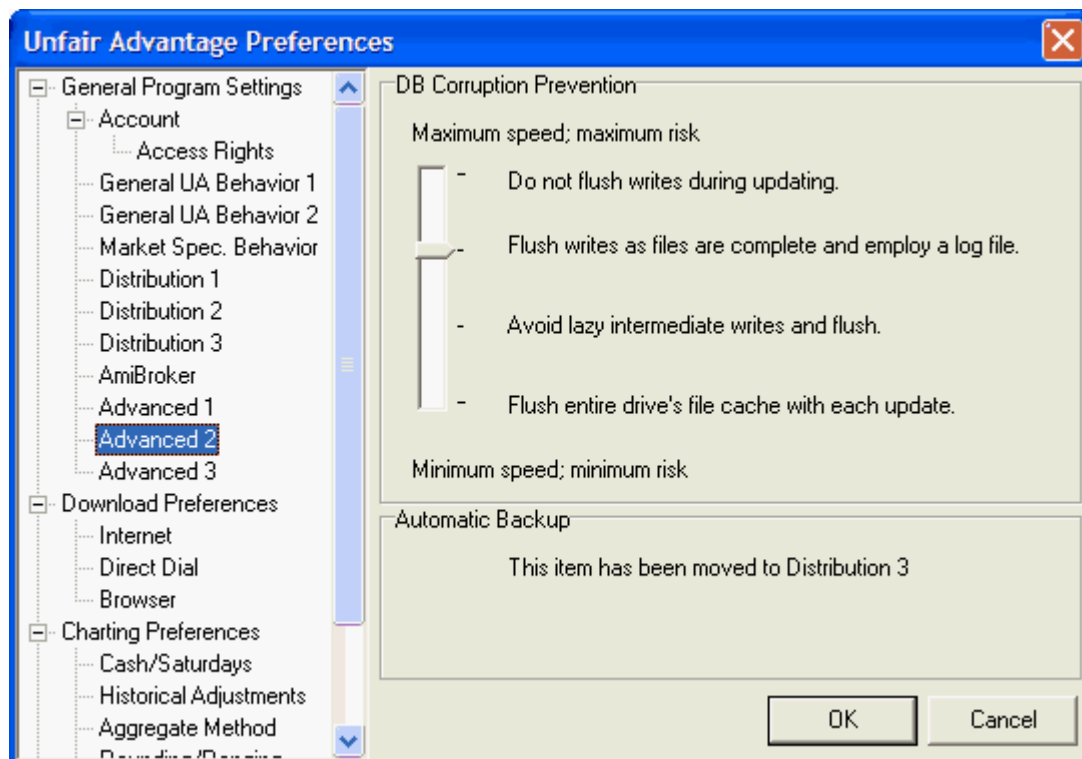 Unfair Advantage Preferences
General Program Settings
Account
Access Rights
General UA Behavior 1
General UA Behavior 2
Market Spec. Behavior
Distribution 1
Distribution 2
Distribution 3
AmiBroker
Advanced 1
Advanced 2
Advanced 3
Download Preferences
Internet
Direct Dial
Browser
Charting Preferences
Cash/Saturdays
Historical Adjustments
Aggregate Method
DB Corruption Prevention
Maximum speed; maximum risk
Do not flush writes during updating.
Flush writes as files are complete and employ a log file.
Avoid lazy intermediate writes and flush.
Flush entire drive's file cache with each update.
Minimum speed; minimum risk
Automatic Backup
This item has been moved to Distribution 3
OK
Cancel